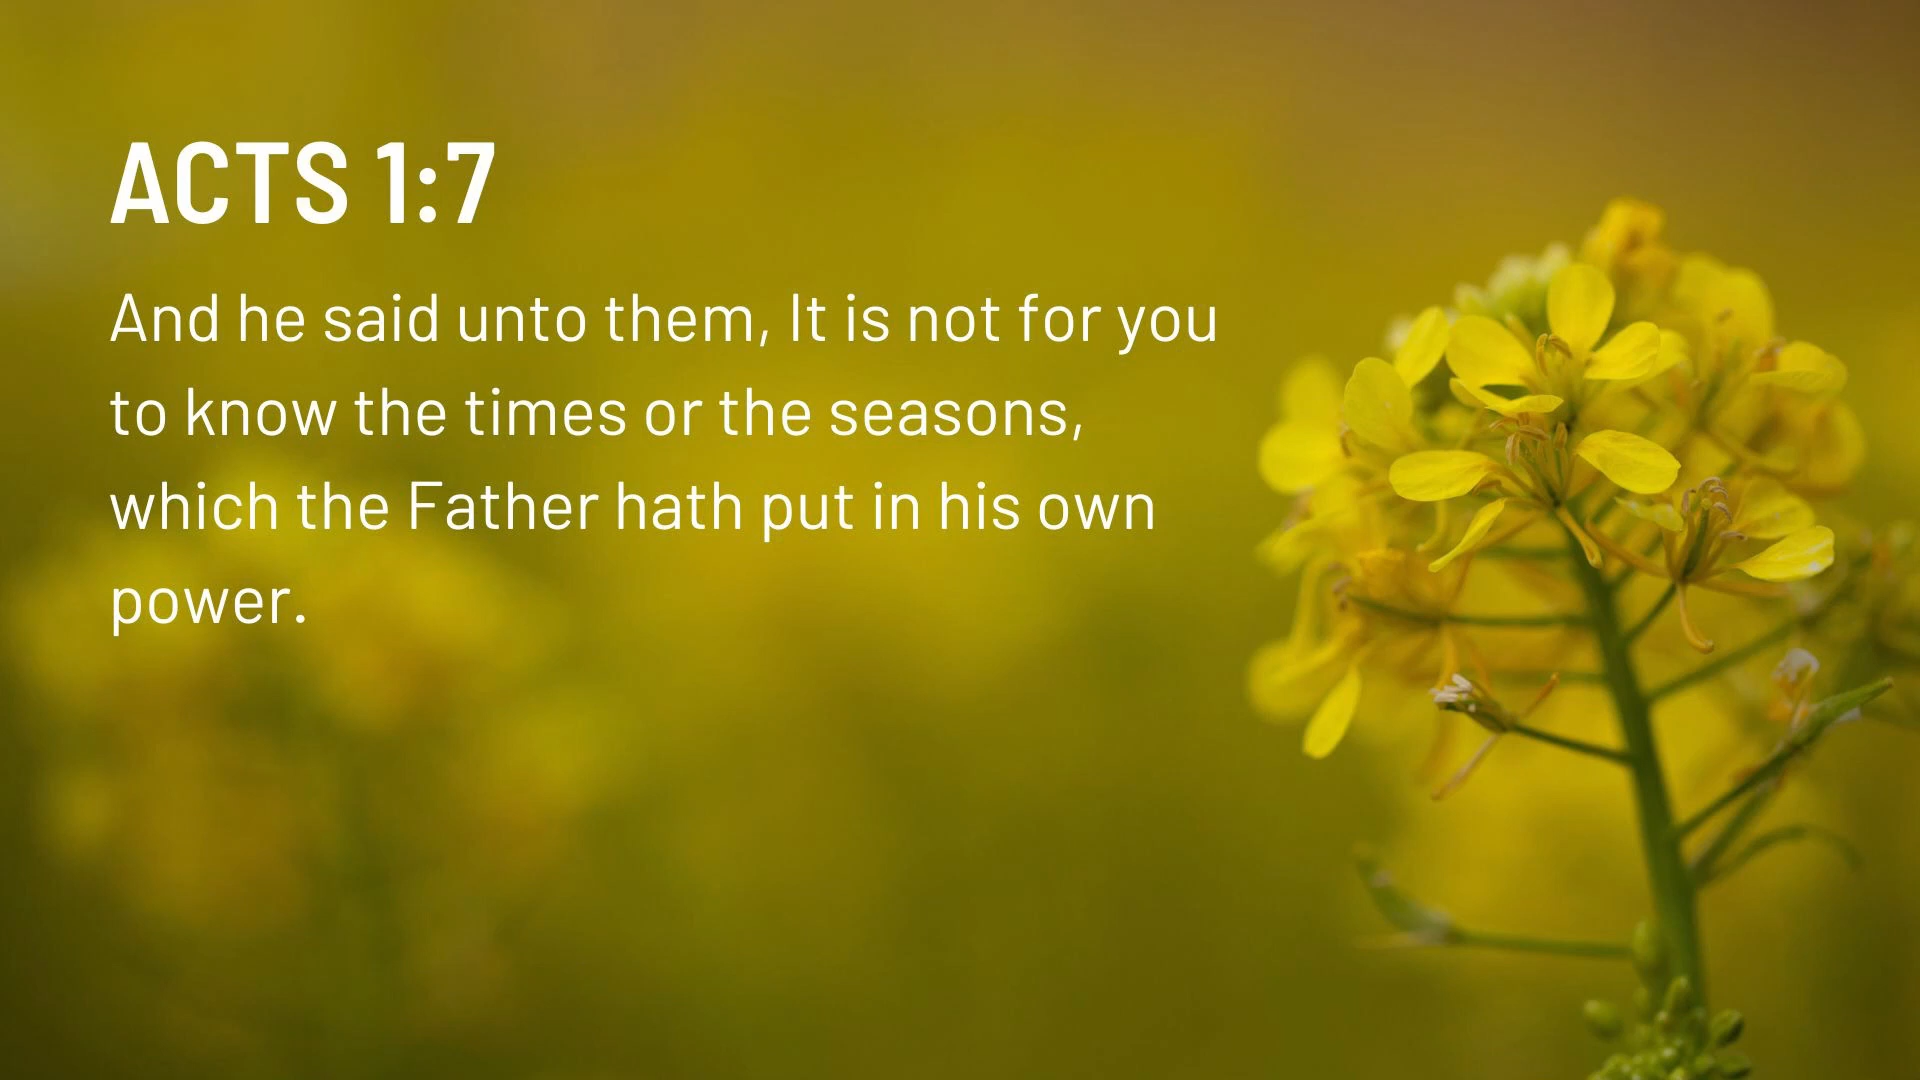 ACTS 1:7
And he said unto them, It is not for you
to know the times or the seasons,
which the Father hath put in his own
power.